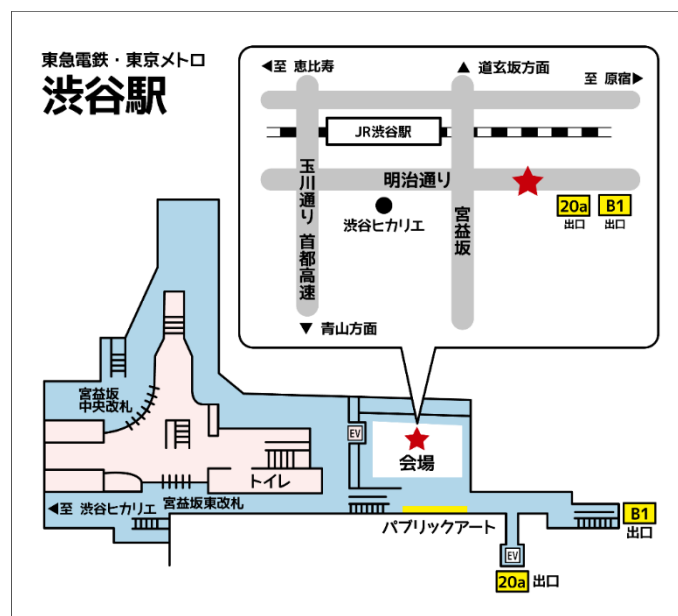 東急電鉄・東京メトロ
渋谷駅
◀至 恵比寿
▲ 道玄坂方面
至 原宿▶
JR渋谷駅
玉川通り 首都高速
明治通り
宮益坂
渋谷ヒカリエ
20a
出口
B1
出口
▼ 青山方面
宮益坂
中央改札
EV
会場
トイレ
◀至 渋谷ヒカリエ
宮益坂東改札
パブリックアート
B1
出口
EV
20a 出口